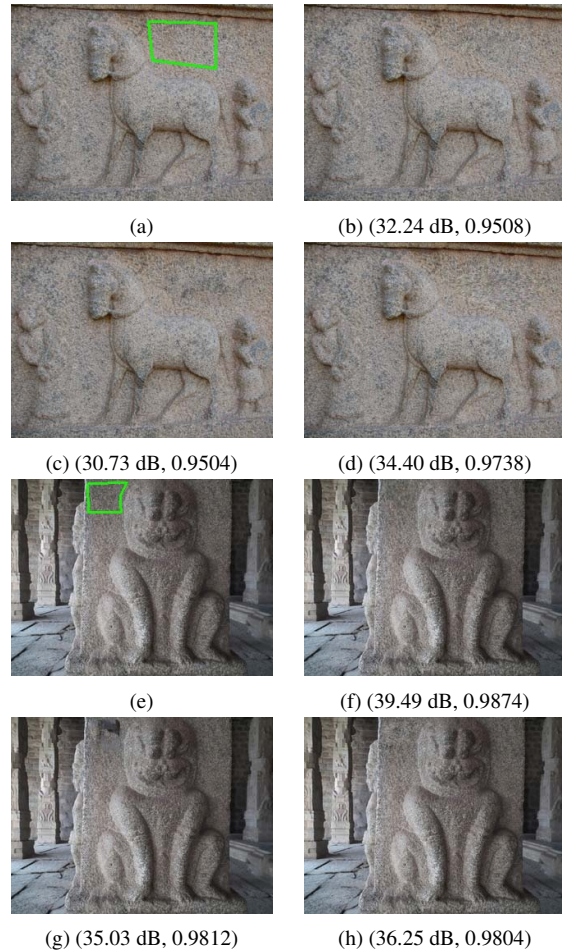 (a)
(b) (32.24 dB, 0.9508)
(c) (30.73 dB, 0.9504)
(d) (34.40 dB, 0.9738)
(e)
(f) (39.49 dB, 0.9874)
(g) (35.03 dB, 0.9812)
(h) (36.25 dB, 0.9804)